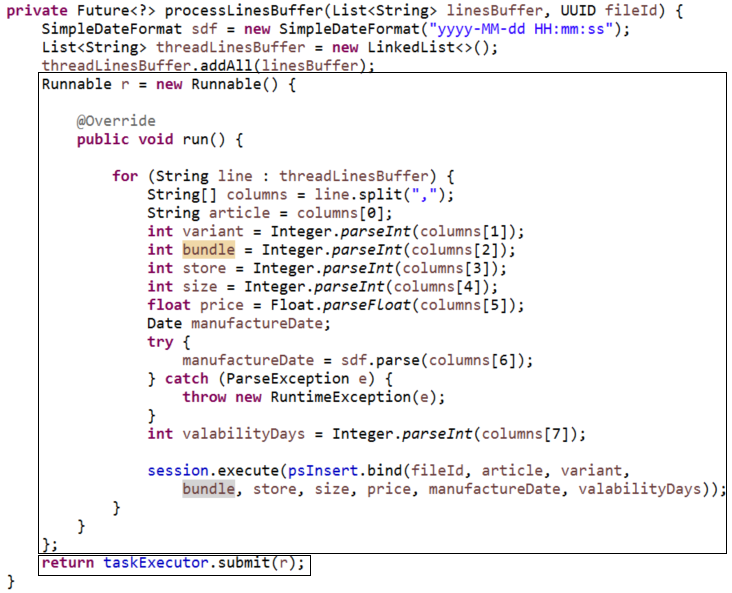 private Future<?> processLinesBuffer(List<String> linesBuffer, UUID fileId) {
    SimpleDateFormat sdf = new SimpleDateFormat("yyyy-MM-dd HH:mm:ss");
    List<String> threadLinesBuffer = new LinkedList<>();
    threadLinesBuffer.addAll(linesBuffer);
    Runnable r = new Runnable() {
        @Override
        public void run() {
            for (String line : threadLinesBuffer) {
                String[] columns = line.split(",");
                String article = columns[0];
                int variant = Integer.parseInt(columns[1]);
                int bundle = Integer.parseInt(columns[2]);
                int store = Integer.parseInt(columns[3]);
                int size = Integer.parseInt(columns[4]);
                float price = Float.parseFloat(columns[5]);
                Date manufactureDate;
                try {
                    manufactureDate = sdf.parse(columns[6]);
                } catch (ParseException e) {
                    throw new RuntimeException(e);
                }
                int valabilityDays = Integer.parseInt(columns[7]);
                session.execute(psInsert.bind(fileId, article, variant,
                    bundle, store, size, price, manufactureDate, valabilityDays));
            }
        }
    };
    return taskExecutor.submit(r);
}